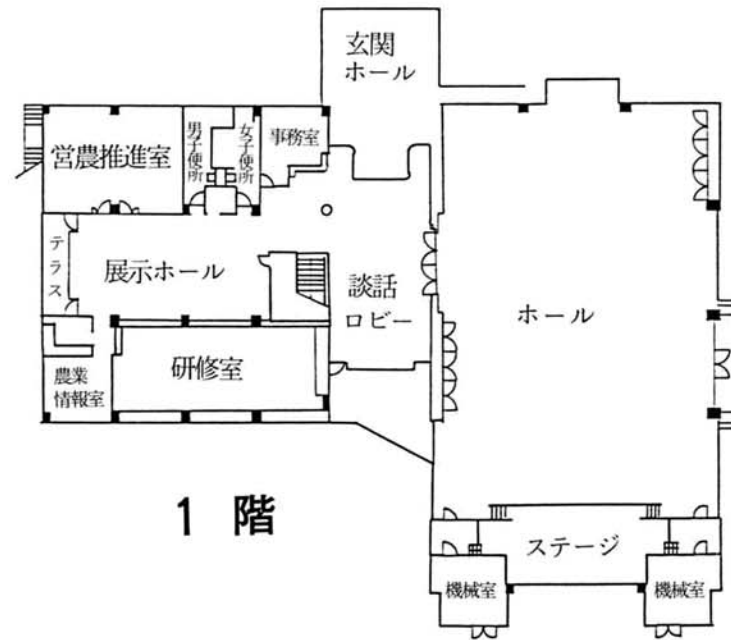 玄関
ホール
営農推進室
男子便所
女子便所
事務室
テラス
展示ホール
談話
ロビー
ホール
研修室
農業
情報室
1階
ステージ
機械室
機械室